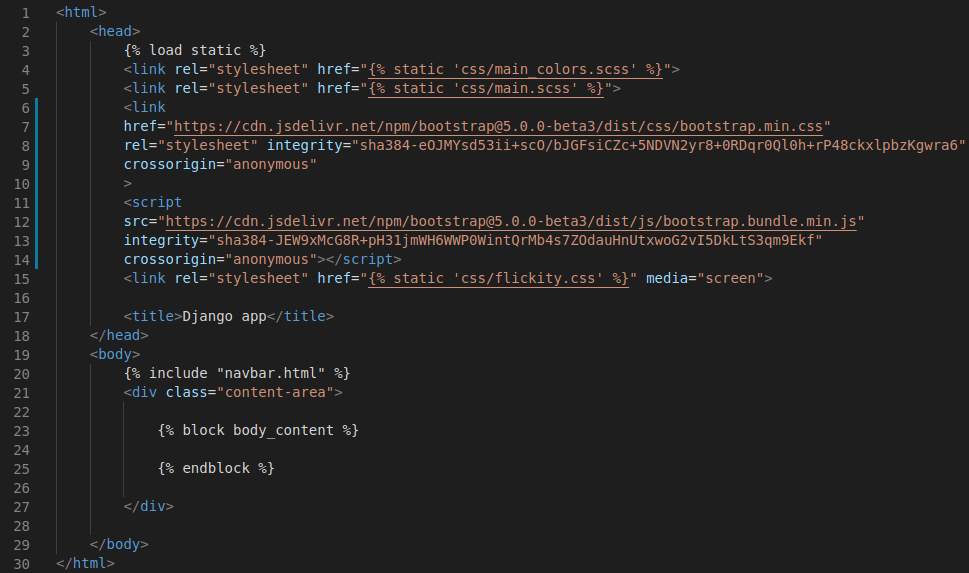 1 <html>
2 <head>
3 {% load static %}
4 <link rel="stylesheet" href="{% static 'css/main_colors.scss' %}">
5 <link rel="stylesheet" href="{% static 'css/main.scss' %}">
6 <link
7 href="https://cdn.jsdelivr.net/npm/bootstrap@5.0.0-beta3/dist/css/bootstrap.min.css"
8 rel="stylesheet" integrity="sha384-eOJMYsd53ii+scO/bJGFsiCZc+5NDVN2yr8+0RDqr0Ql0h+rP48ckxlpbzKgwra6"
9 crossorigin="anonymous"
10 >
11 <script
12 src="https://cdn.jsdelivr.net/npm/bootstrap@5.0.0-beta3/dist/js/bootstrap.bundle.min.js"
13 integrity="sha384-JEW9xMcG8R+pH31jmWH6WWP0WintQrMb4s7ZOdauHnUtxwoG2vI5DkLtS3qm9Ekf"
14 crossorigin="anonymous"></script>
15 <link rel="stylesheet" href="{% static 'css/flickity.css' %}" media="screen">
16
17 <title>Django app</title>
18 </head>
19 <body>
20 {% include "navbar.html" %}
21 <div class="content-area">
22
23 {% block body_content %}
24
25 {% endblock %}
26
27 </div>
28
29 </body>
30 </html>